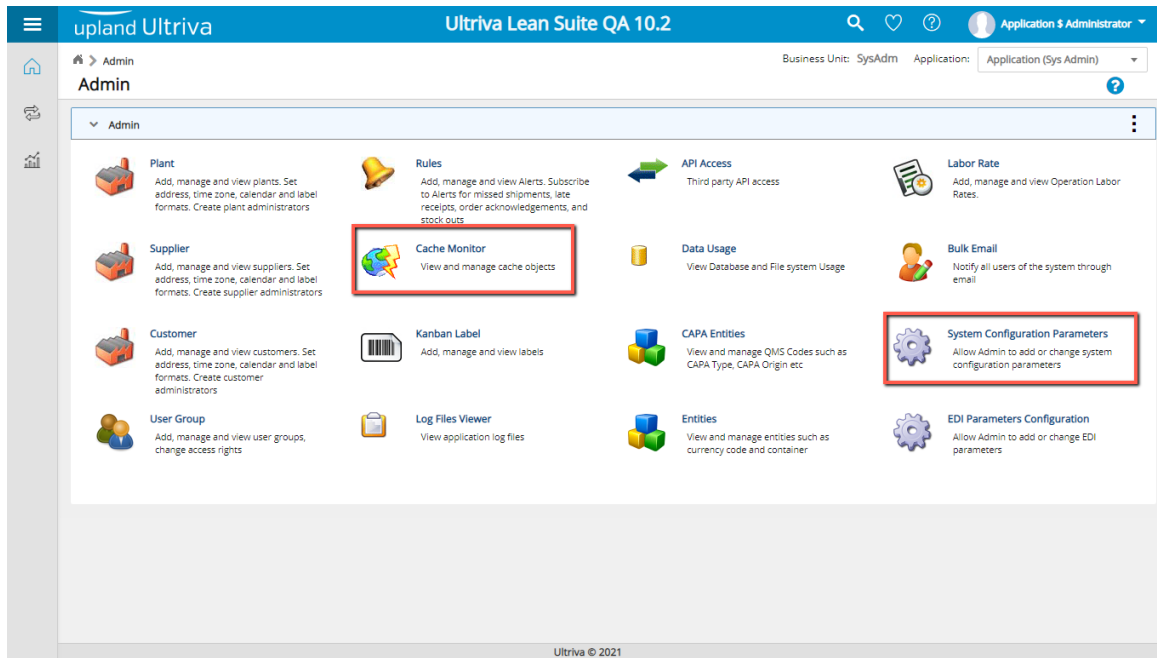 upland Ultriva
Ultriva Lean Suite QA 10.2
Application $ Administrator
Admin
Business Unit: SysAdm Application: Application (Sys Admin)
Admin
Admin
Plant
Add, manage and view plants. Set
address, time zone, calendar and label
formats. Create plant administrators
Rules
Add, manage and view Alerts. Subscribe
to Alerts for missed shipments, late
receipts, order acknowledgements, and
stock outs
API Access
Third party API access
Labor Rate
Add, manage and view Operation Labor
Rates.
Supplier
Add, manage and view suppliers. Set
address, time zone, calendar and label
formats. Create supplier administrators
Cache Monitor
View and manage cache objects
Data Usage
View Database and File system Usage
Bulk Email
Notify all users of the system through
email
Customer
Add, manage and view customers. Set
address, time zone, calendar and label
formats. Create customer
administrators
Kanban Label
Add, manage and view labels
CAPA Entities
View and manage QMS Codes such as
CAPA Type, CAPA Origin etc
System Configuration Parameters
Allow Admin to add or change system
configuration parameters
User Group
Add, manage and view user groups,
change access rights
Log Files Viewer
View application log files
Entities
View and manage entities such as
currency code and container
EDI Parameters Configuration
Allow Admin to add or change EDI
parameters
Ultriva © 2021